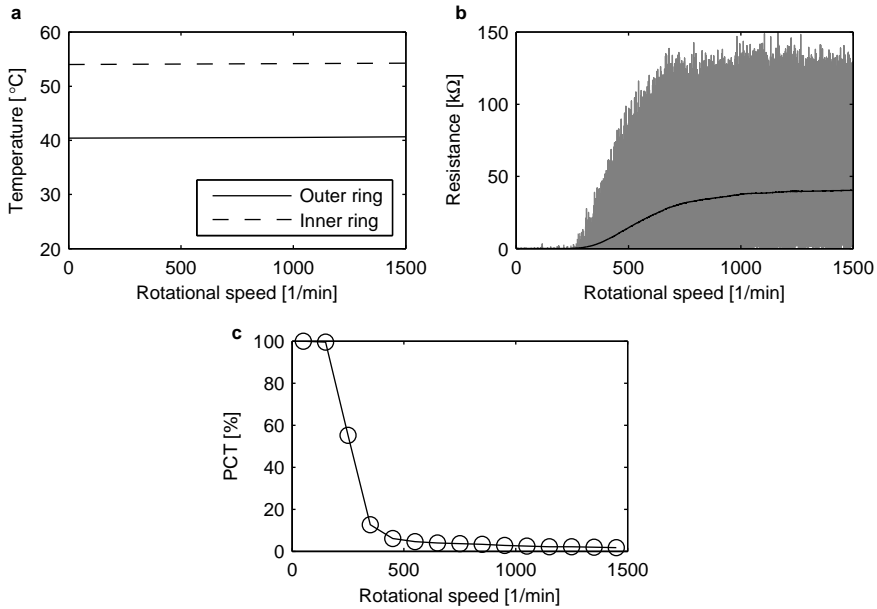 a
60
50
40
30
20
0
500
1000
1500
Temperature [°C]
Rotational speed [1/min]
Outer ring
Inner ring
b
150
100
50
0
0
500
1000
1500
Resistance [kΩ]
Rotational speed [1/min]
c
100
80
60
40
20
0
0
500
1000
1500
PCT [%]
Rotational speed [1/min]